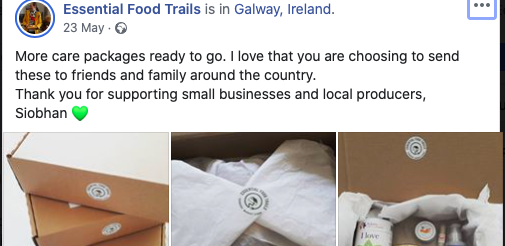 Essential Food Trails is in Galway, Ireland.
23 May ·
More care packages ready to go. I love that you are choosing to send
these to friends and family around the country.
Thank you for supporting small businesses and local producers,
Siobhan 💚
I love